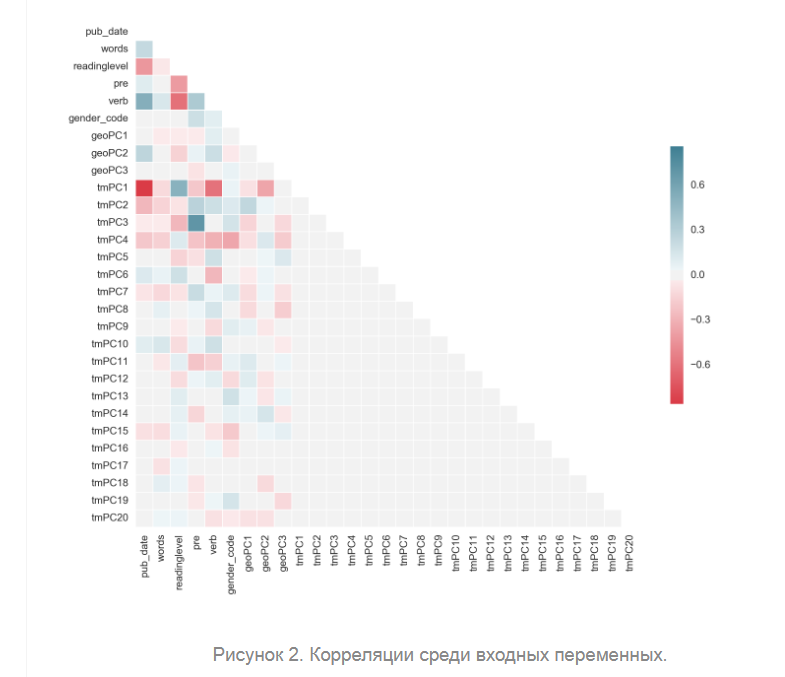 pub_date
words
readinglevel
pre
verb
gender_code
geoPC1
geoPC2
geoPC3
tmPC1
tmPC2
tmPC3
tmPC4
tmPC5
tmPC6
tmPC7
tmPC8
tmPC9
tmPC10
tmPC11
tmPC12
tmPC13
tmPC14
tmPC15
tmPC16
tmPC17
tmPC18
tmPC19
tmPC20
0.6
0.3
0.0
−0.3
−0.6
pub_date
words
readinglevel
pre
verb
gender_code
geoPC1
geoPC2
geoPC3
tmPC1
tmPC2
tmPC3
tmPC4
tmPC5
tmPC6
tmPC7
tmPC8
tmPC9
tmPC10
tmPC11
tmPC12
tmPC13
tmPC14
tmPC15
tmPC16
tmPC17
tmPC18
tmPC19
tmPC20
Рисунок 2. Корреляции среди входных переменных.